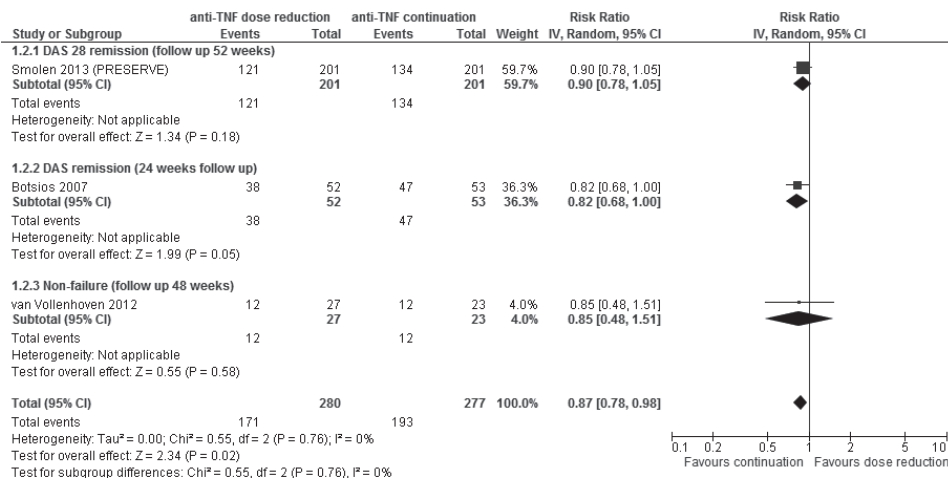 anti-TNF dose reduction anti-TNF continuation Risk Ratio Risk Ratio
Study or Subgroup Events Total Events Total Weight IV, Random, 95% CI IV, Random, 95% CI
1.2.1 DAS 28 remission (follow up 52 weeks)
Smolen 2013 (PRESERVE) 121 201 134 201 59.7% 0.90 [0.78, 1.05]
Subtotal (95% CI) 201 201 59.7% 0.90 [0.78, 1.05]
Total events 121 134
Heterogeneity: Not applicable
Test for overall effect: Z = 1.34 (P = 0.18)
1.2.2 DAS remission (24 weeks follow up)
Botsios 2007 38 52 47 53 36.3% 0.82 [0.68, 1.00]
Subtotal (95% CI) 52 53 36.3% 0.82 [0.68, 1.00]
Total events 38 47
Heterogeneity: Not applicable
Test for overall effect: Z = 1.99 (P = 0.05)
1.2.3 Non-failure (follow up 48 weeks)
van Vollenhoven 2012 12 27 12 23 4.0% 0.85 [0.48, 1.51]
Subtotal (95% CI) 27 23 4.0% 0.85 [0.48, 1.51]
Total events 12 12
Heterogeneity: Not applicable
Test for overall effect: Z = 0.55 (P = 0.58)
Total (95% CI) 280 277 100.0% 0.87 [0.78, 0.98]
Total events 171 193
Heterogeneity: Tau² = 0.00; Chi² = 0.55, df = 2 (P = 0.76); I² = 0%
Test for overall effect: Z = 2.34 (P = 0.02)
Test for subgroup differences: Chi² = 0.55, df = 2 (P = 0.76), I² = 0%
0.1 0.2 0.5 1 2 5 10
Favours continuation Favours dose reduction